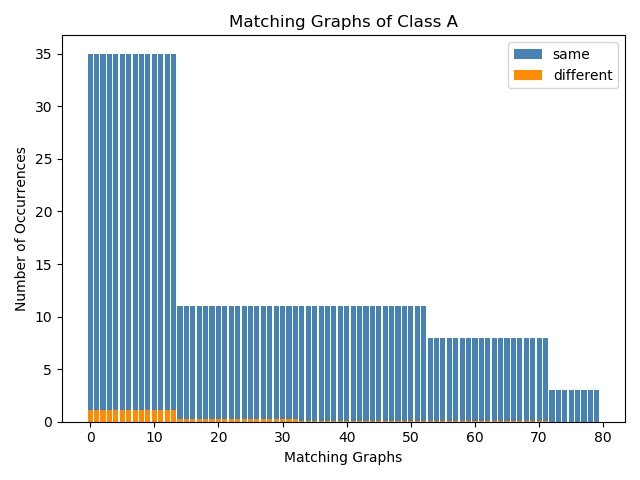 Matching Graphs of Class A
same
different
Number of Occurrences
35
30
25
20
15
10
5
0
0 10 20 30 40 50 60 70 80
Matching Graphs